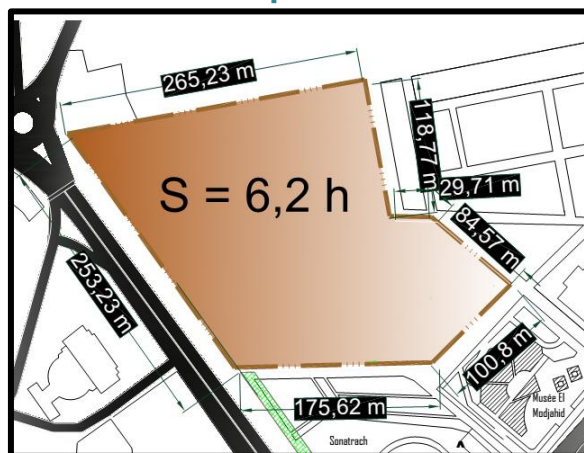 265,23 m
118,77 m
29,71 m
84,57 m
S = 6,2 h
253,23 m
100.8 m
175,62 m
Musée El
Modjahid
Sonatrach